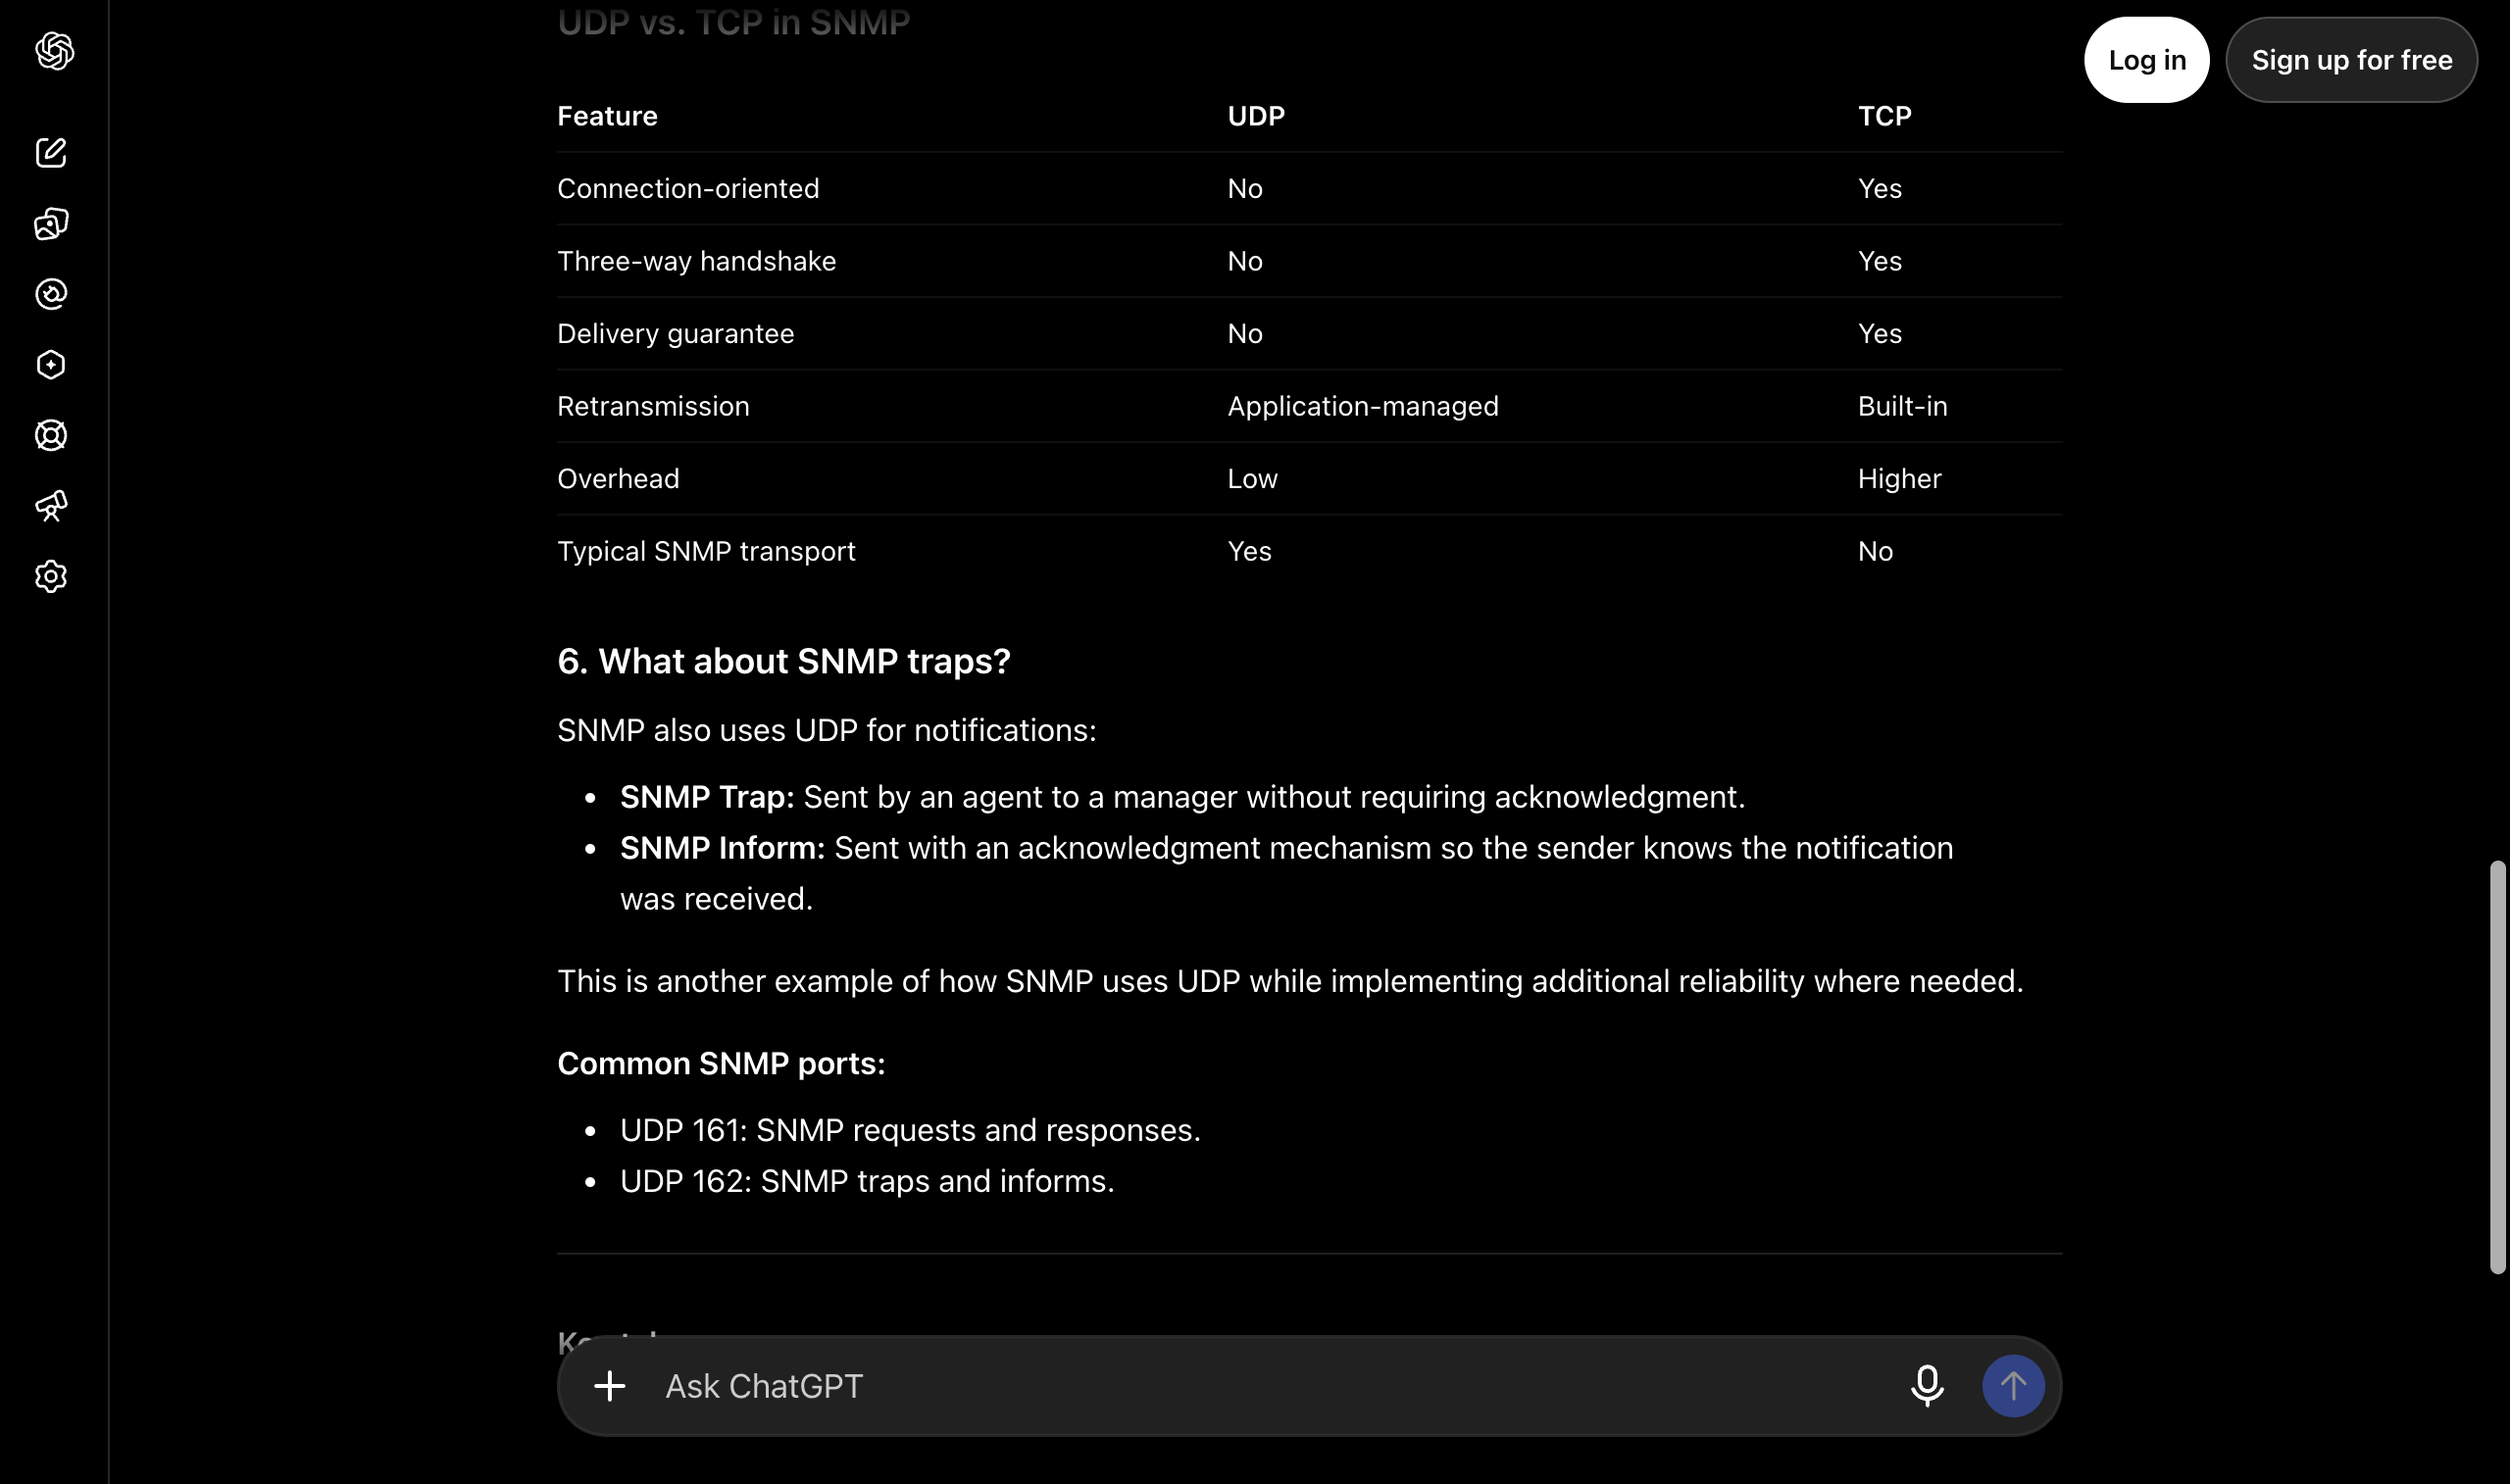 UDP vs. TCP in SNMP
Log in
Sign up for free
Feature UDP TCP
Connection-oriented No Yes
Three-way handshake No Yes
Delivery guarantee No Yes
Retransmission Application-managed Built-in
Overhead Low Higher
Typical SNMP transport Yes No
6. What about SNMP traps?
SNMP also uses UDP for notifications:
• SNMP Trap: Sent by an agent to a manager without requiring acknowledgment.
• SNMP Inform: Sent with an acknowledgment mechanism so the sender knows the notification
was received.
This is another example of how SNMP uses UDP while implementing additional reliability where needed.
Common SNMP ports:
• UDP 161: SNMP requests and responses.
• UDP 162: SNMP traps and informs.
Ask ChatGPT